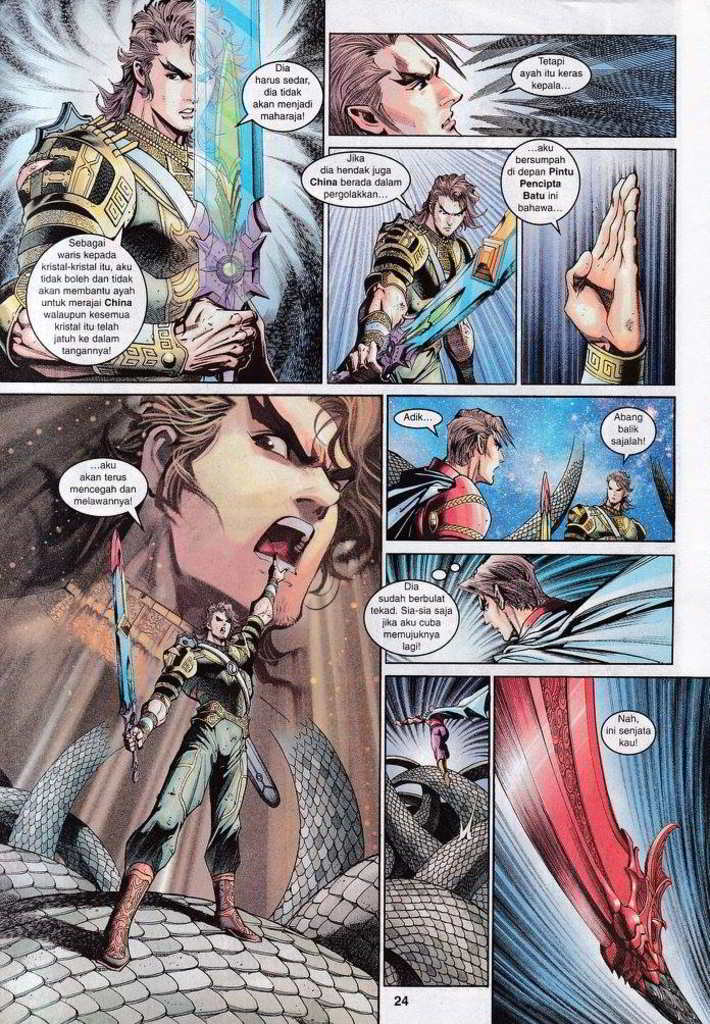 Dia
harus sedar,
dia tidak
akan menjadi
maharaja!
Sebagai
waris kepada
kristal-kristal itu, aku
tidak boleh dan tidak
akan membantu ayah
untuk merajai China
walaupun kesemua
kristal itu telah
jatuh ke dalam
tangannya!
Tetapi
ayah itu keras
kepala...
Jika
dia hendak juga
China berada dalam
pergolakkan...
...aku
bersumpah
di depan Pintu
Pencipta
Batu ini
bahawa...
...aku
akan terus
mencegah dan
melawannya!
Adik...
Abang
balik
sajalah!
Dia
sudah berbulat
tekad. Sia-sia saja
jika aku cuba
memujuknya
lagi!
Nah,
ini senjata
kau!
24